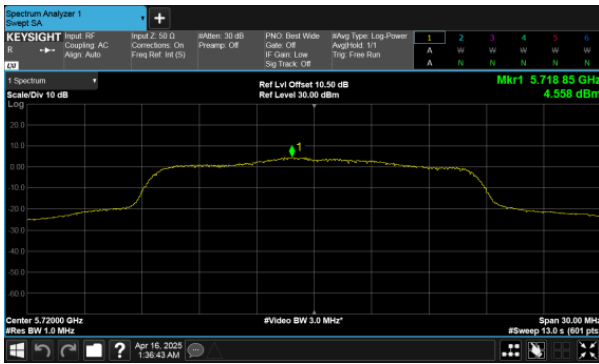 Spectrum Analyzer 1
Swept SA
KEYSIGHT
R
LXI
Input: RF
Coupling: AC
Align: Auto
Input Z: 50 Ω
Corrections: On
Freq Ref: Int (S)
#Atten: 30 dB
Preamp: Off
PNO: Best Wide
Gate: Off
IF Gain: Low
Sig Track: Off
#Avg Type: Log-Power
Avg|Hold: 1/1
Trig: Free Run
1 2 3 4 5 6
A W W W W W
A N N N N N
1 Spectrum
Scale/Div 10 dB
Log
Ref Lvl Offset 10.50 dB
Ref Level 30.00 dBm
Mkr1 5.718 85 GHz
4.558 dBm
1
20.0
10.0
0.00
-10.0
-20.0
-30.0
-40.0
-60.0
Center 5.72000 GHz
#Video BW 3.0 MHz*
Span 30.00 MHz
#Res BW 1.0 MHz
#Sweep 13.0 s (601 pts)
?
Apr 16, 2025
1:36:43 AM